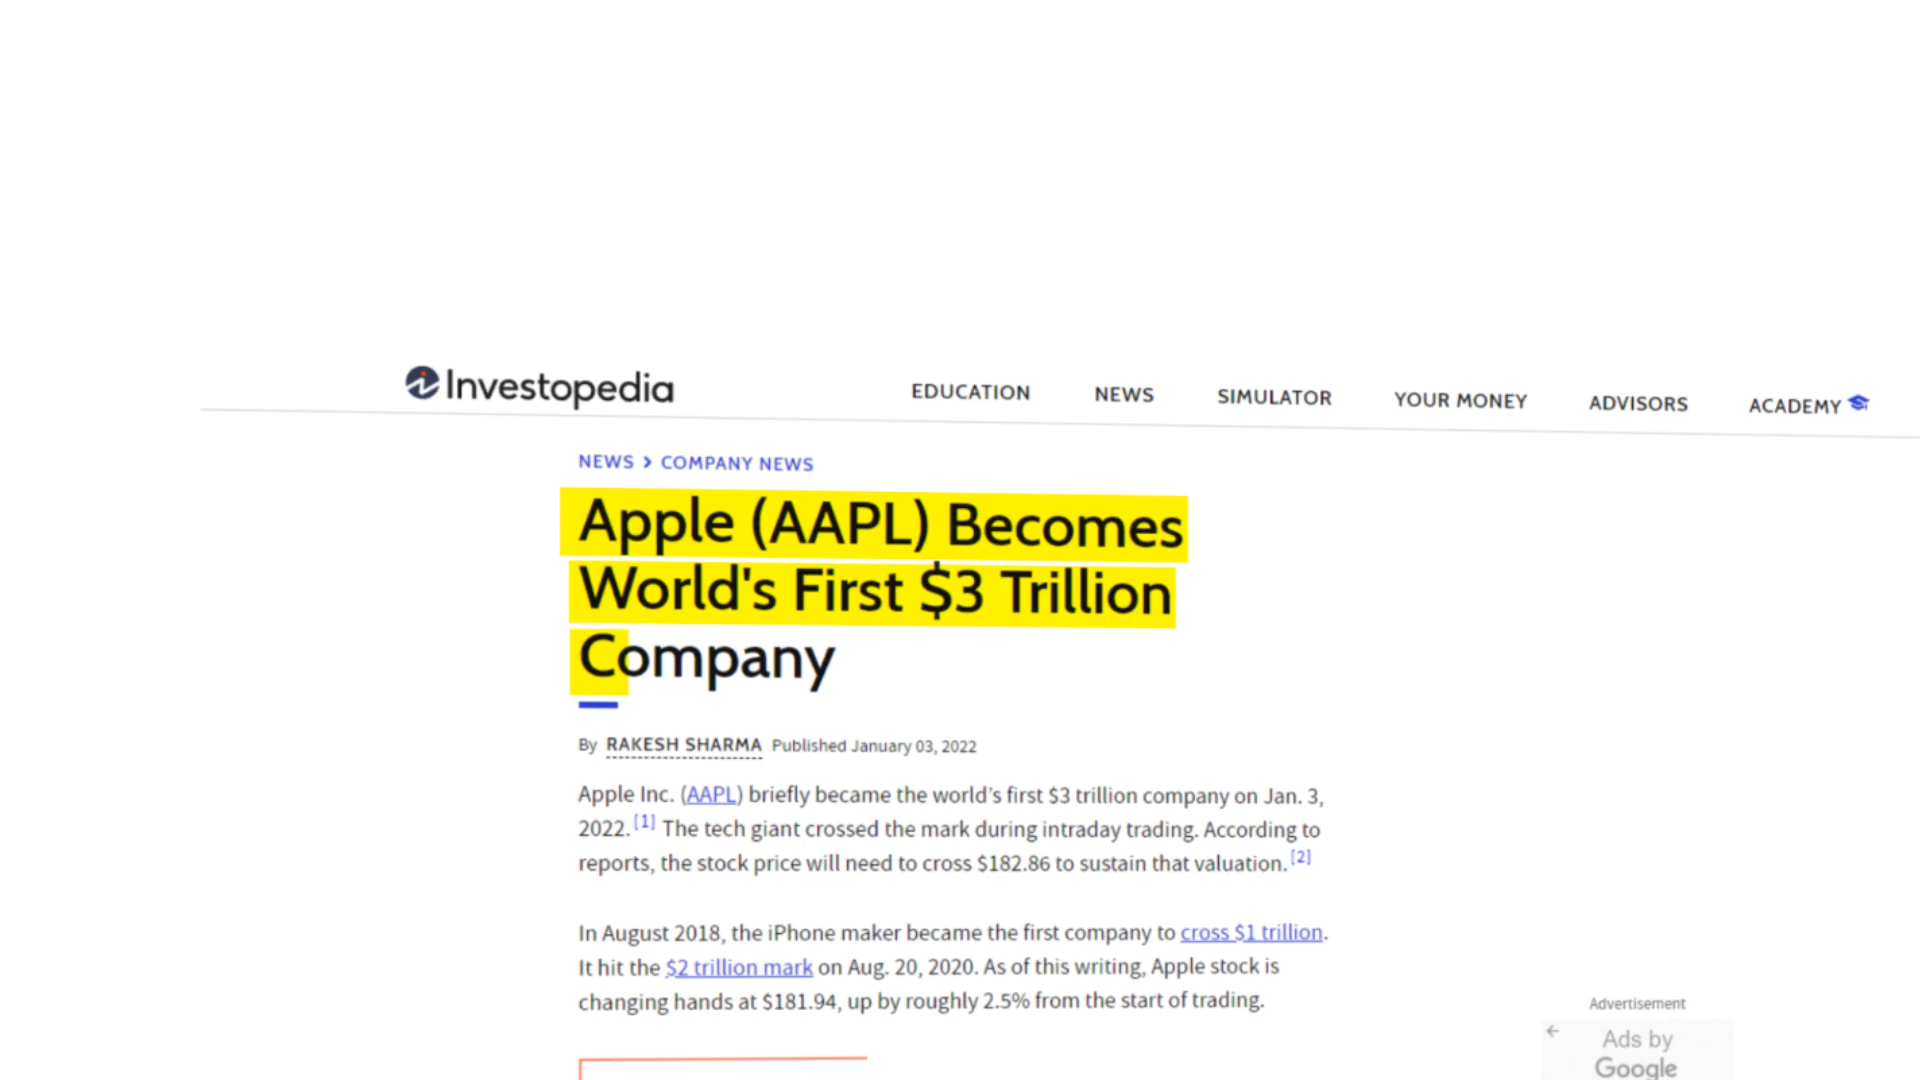 Investopedia
EDUCATION NEWS SIMULATOR YOUR MONEY ADVISORS ACADEMY
NEWS > COMPANY NEWS
Apple (AAPL) Becomes
World's First $3 Trillion
Company
By RAKESH SHARMA Published January 03, 2022
Apple Inc. (AAPL) briefly became the world’s first $3 trillion company on Jan. 3,
2022.[1] The tech giant crossed the mark during intraday trading. According to
reports, the stock price will need to cross $182.86 to sustain that valuation.[2]
In August 2018, the iPhone maker became the first company to cross $1 trillion.
It hit the $2 trillion mark on Aug. 20, 2020. As of this writing, Apple stock is
changing hands at $181.94, up by roughly 2.5% from the start of trading.
Advertisement
Ads by
Google